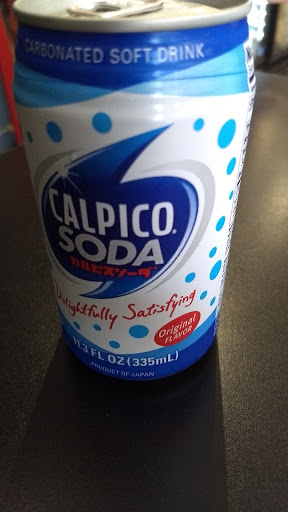 CARBONATED SOFT DRINK
CALPICO®
SODA
カルピスソーダ
Delightfully Satisfying
Original
FLAVOR
11.3 FL OZ (335mL)
PRODUCT OF JAPAN